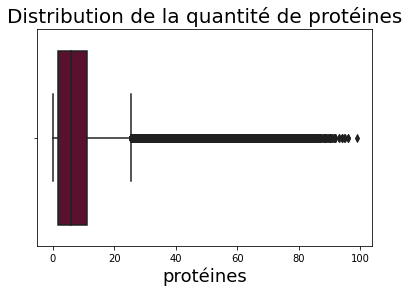 Distribution de la quantité de protéines
0 20 40 60 80 100
protéines